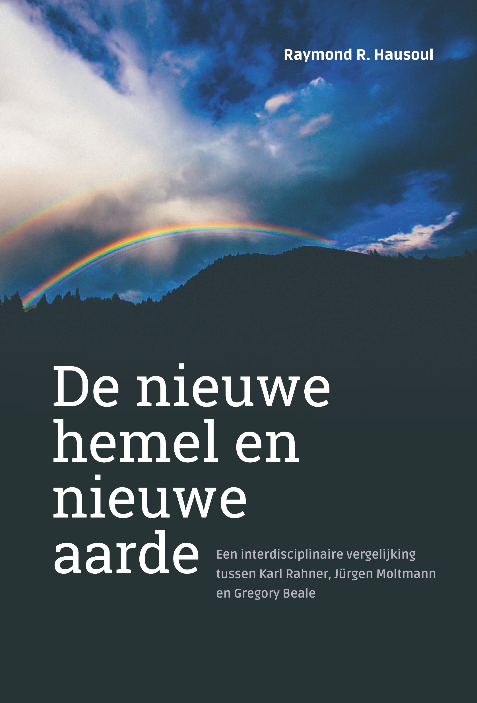 Raymond R. Hausoul
De nieuwe
hemel en
nieuwe
aarde
Een interdisciplinaire vergelijking
tussen Karl Rahner, Jürgen Moltmann
en Gregory Beale